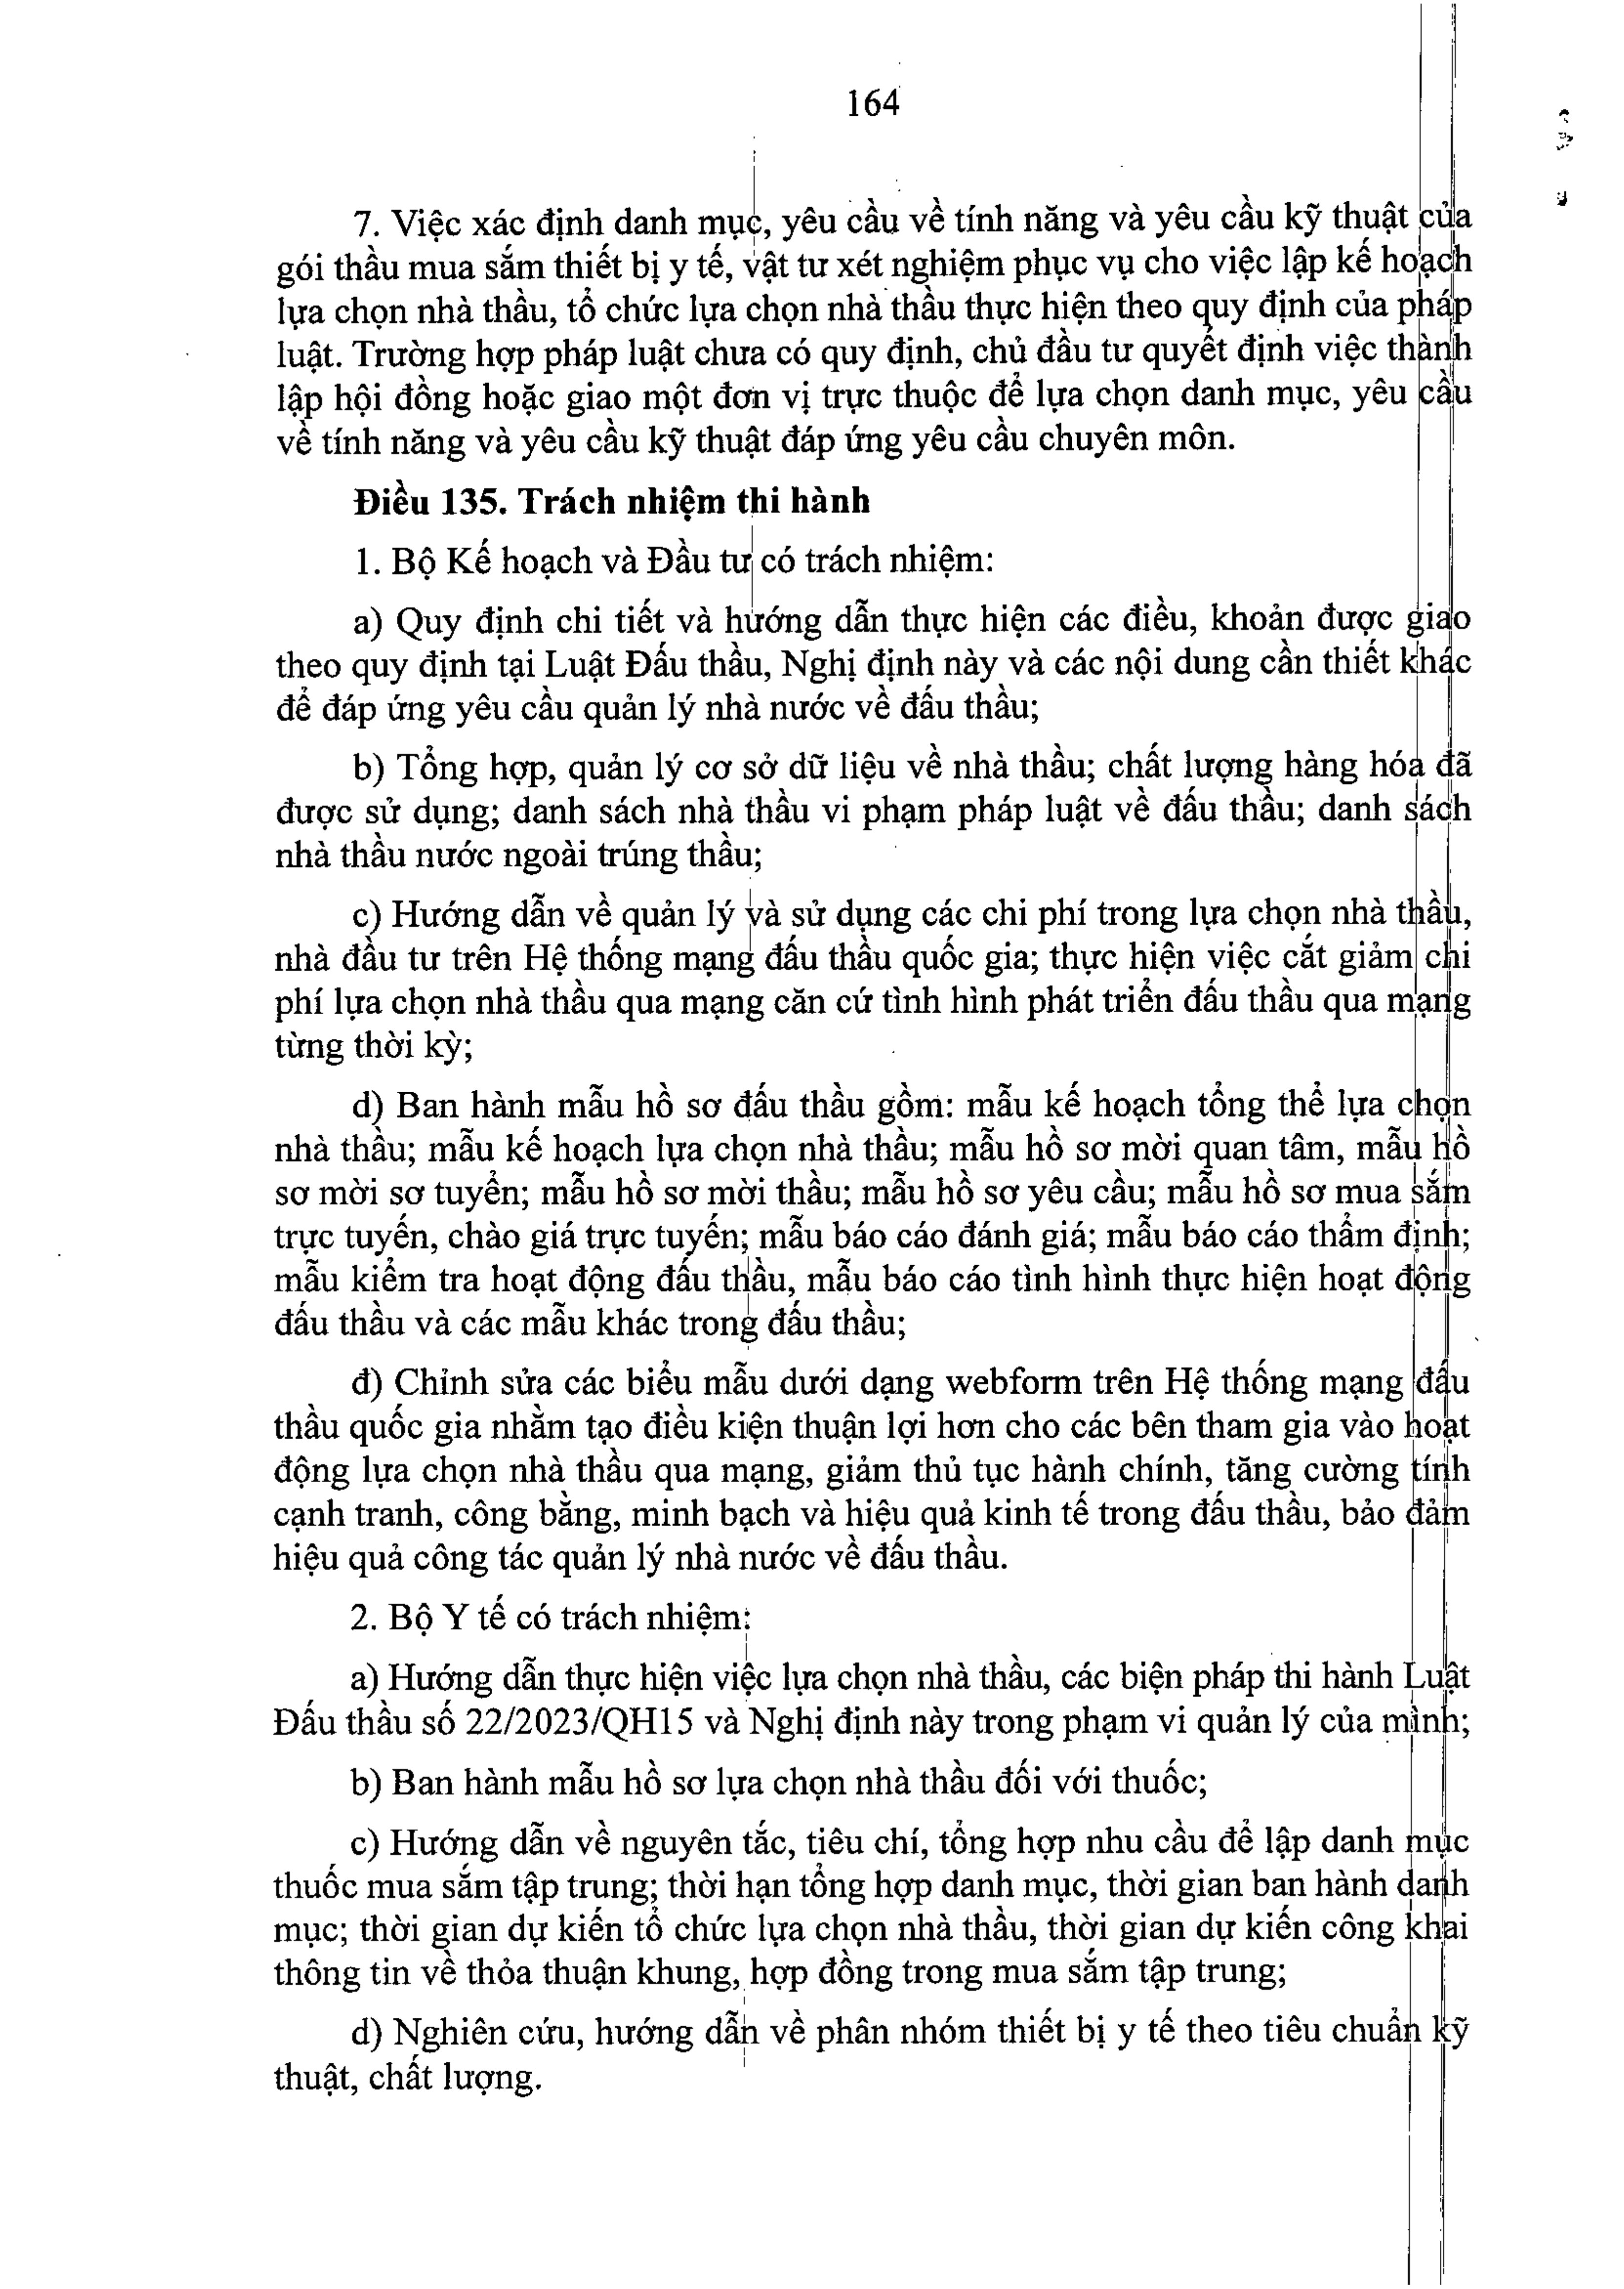 164
7. Việc xác định danh mục, yêu cầu về tính năng và yêu cầu kỹ thuật của
gói thầu mua sắm thiết bị y tế, vật tư xét nghiệm phục vụ cho việc lập kế hoạch
lựa chọn nhà thầu, tổ chức lựa chọn nhà thầu thực hiện theo quy định của pháp
luật. Trường hợp pháp luật chưa có quy định, chủ đầu tư quyết định việc thành
lập hội đồng hoặc giao một đơn vị trực thuộc để lựa chọn danh mục, yêu cầu
về tính năng và yêu cầu kỹ thuật đáp ứng yêu cầu chuyên môn.
Điều 135. Trách nhiệm thi hành
1. Bộ Kế hoạch và Đầu tư có trách nhiệm:
a) Quy định chi tiết và hướng dẫn thực hiện các điều, khoản được giao
theo quy định tại Luật Đấu thầu, Nghị định này và các nội dung cần thiết khác
để đáp ứng yêu cầu quản lý nhà nước về đấu thầu;
b) Tổng hợp, quản lý cơ sở dữ liệu về nhà thầu; chất lượng hàng hóa đã
được sử dụng; danh sách nhà thầu vi phạm pháp luật về đấu thầu; danh sách
nhà thầu nước ngoài trúng thầu;
c) Hướng dẫn về quản lý và sử dụng các chi phí trong lựa chọn nhà thầu,
nhà đầu tư trên Hệ thống mạng đấu thầu quốc gia; thực hiện việc cắt giảm chi
phí lựa chọn nhà thầu qua mạng căn cứ tình hình phát triển đấu thầu qua mạng
từng thời kỳ;
d) Ban hành mẫu hồ sơ đấu thầu gồm: mẫu kế hoạch tổng thể lựa chọn
nhà thầu; mẫu kế hoạch lựa chọn nhà thầu; mẫu hồ sơ mời quan tâm, mẫu hồ
sơ mời sơ tuyển; mẫu hồ sơ mời thầu; mẫu hồ sơ yêu cầu; mẫu hồ sơ mua sắm
trực tuyến, chào giá trực tuyến; mẫu báo cáo đánh giá; mẫu báo cáo thẩm định;
mẫu kiểm tra hoạt động đấu thầu, mẫu báo cáo tình hình thực hiện hoạt động
đấu thầu và các mẫu khác trong đấu thầu;
đ) Chỉnh sửa các biểu mẫu dưới dạng webform trên Hệ thống mạng đấu
thầu quốc gia nhằm tạo điều kiện thuận lợi hơn cho các bên tham gia vào hoạt
động lựa chọn nhà thầu qua mạng, giảm thủ tục hành chính, tăng cường tính
cạnh tranh, công bằng, minh bạch và hiệu quả kinh tế trong đấu thầu, bảo đảm
hiệu quả công tác quản lý nhà nước về đấu thầu.
2. Bộ Y tế có trách nhiệm:
a) Hướng dẫn thực hiện việc lựa chọn nhà thầu, các biện pháp thi hành Luật
Đấu thầu số 22/2023/QH15 và Nghị định này trong phạm vi quản lý của mình;
b) Ban hành mẫu hồ sơ lựa chọn nhà thầu đối với thuốc;
c) Hướng dẫn về nguyên tắc, tiêu chí, tổng hợp nhu cầu để lập danh mục
thuốc mua sắm tập trung; thời hạn tổng hợp danh mục, thời gian ban hành danh
mục; thời gian dự kiến tổ chức lựa chọn nhà thầu, thời gian dự kiến công khai
thông tin về thỏa thuận khung, hợp đồng trong mua sắm tập trung;
d) Nghiên cứu, hướng dẫn về phân nhóm thiết bị y tế theo tiêu chuẩn kỹ
thuật, chất lượng.